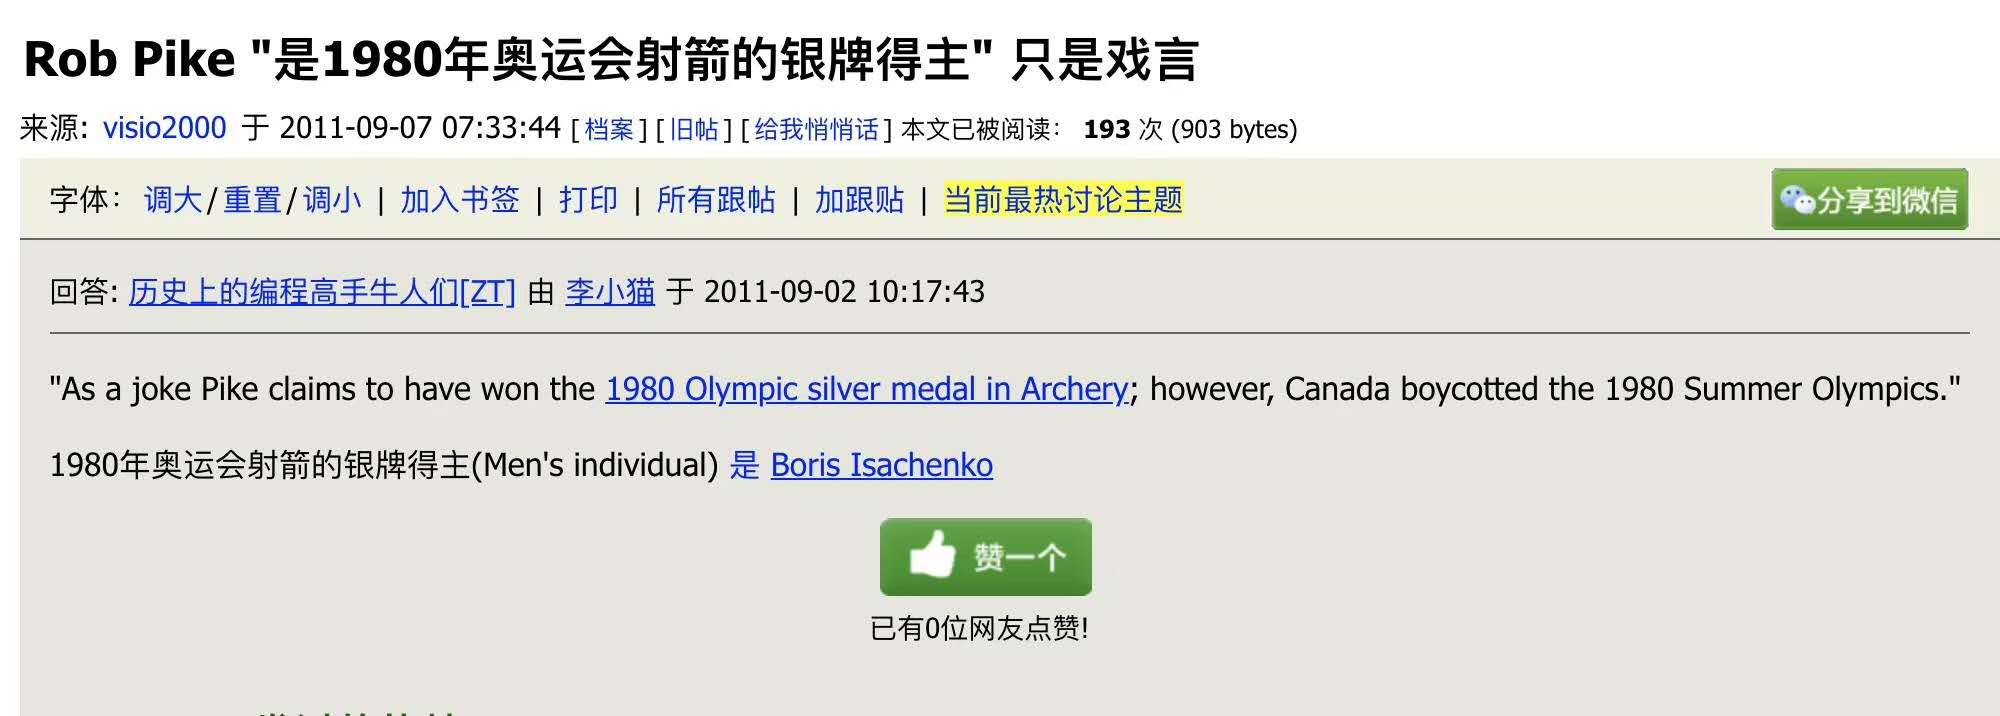 Rob Pike "是1980年奥运会射箭的银牌得主" 只是戏言
来源: visio2000 于 2011-09-07 07:33:44 [档案] [旧帖] [给我悄悄话] 本文已被阅读： 193 次 (903 bytes)
字体： 调大/重置/调小 | 加入书签 | 打印 | 所有跟帖 | 加跟贴 | 当前最热讨论主题
分享到微信
回答: 历史上的编程高手牛人们[ZT] 由 李小猫 于 2011-09-02 10:17:43
"As a joke Pike claims to have won the 1980 Olympic silver medal in Archery; however, Canada boycotted the 1980 Summer Olympics."
1980年奥运会射箭的银牌得主(Men's individual) 是 Boris Isachenko
赞一个
已有0位网友点赞!